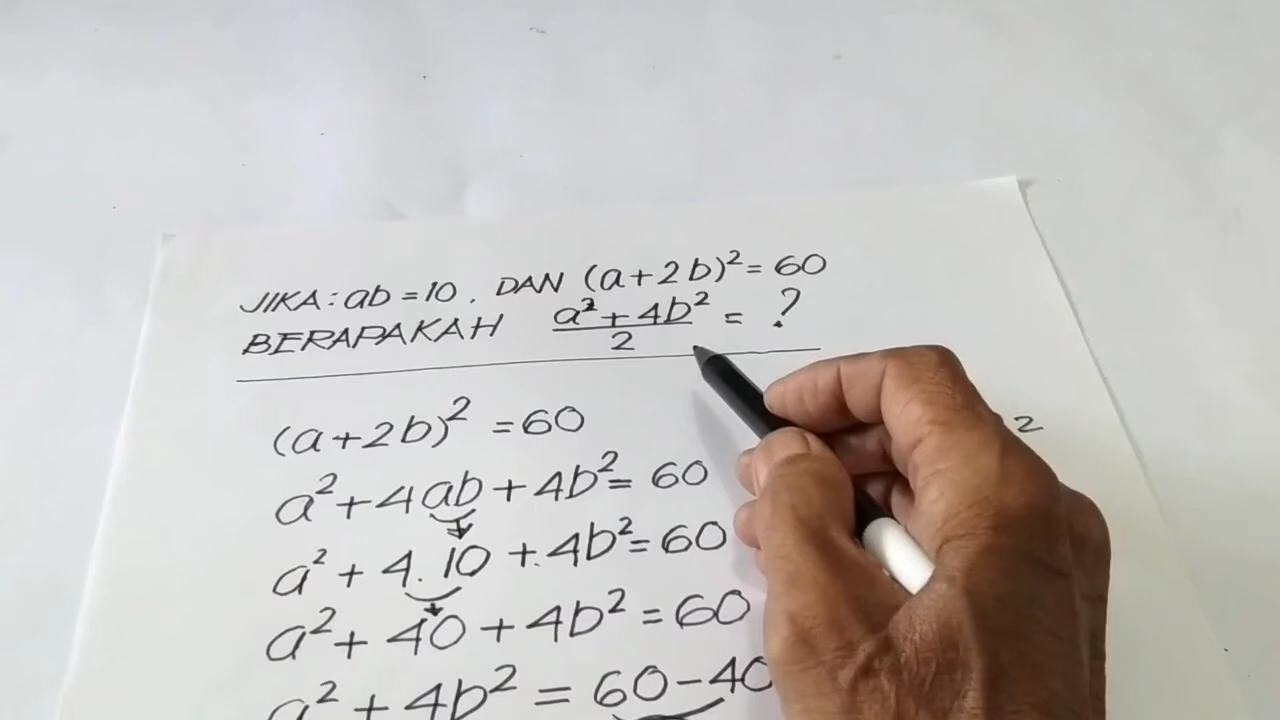 JIKA: ab = 10 . DAN (a+2b)² = 60
BERAPAKAH a² + 4b² / 2 = ?
(a+2b)² = 60
a² + 4ab + 4b² = 60
a² + 4.10 + 4b² = 60
a² + 40 + 4b² = 60
a² + 4b² = 60 - 40
2